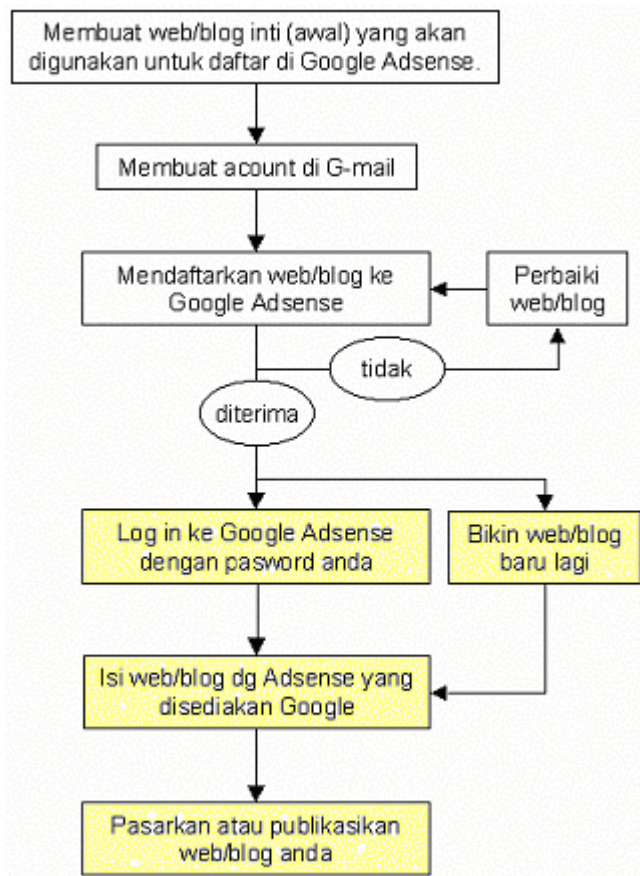 Membuat web/blog inti (awal) yang akan
digunakan untuk daftar di Google Adsense.
Membuat acount di G-mail
Mendaftarkan web/blog ke
Google Adsense
Perbaiki
web/blog
tidak
diterima
Log in ke Google Adsense
dengan pasword anda
Bikin web/blog
baru lagi
Isi web/blog dg Adsense yang
disediakan Google
Pasarkan atau publikasikan
web/blog anda